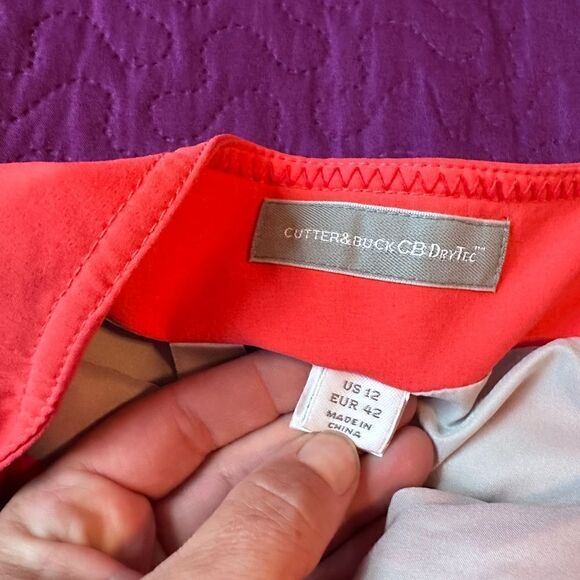 CUTTER&BUCK CB DRYTEC™
US 12
EUR 42
MADE IN
CHINA